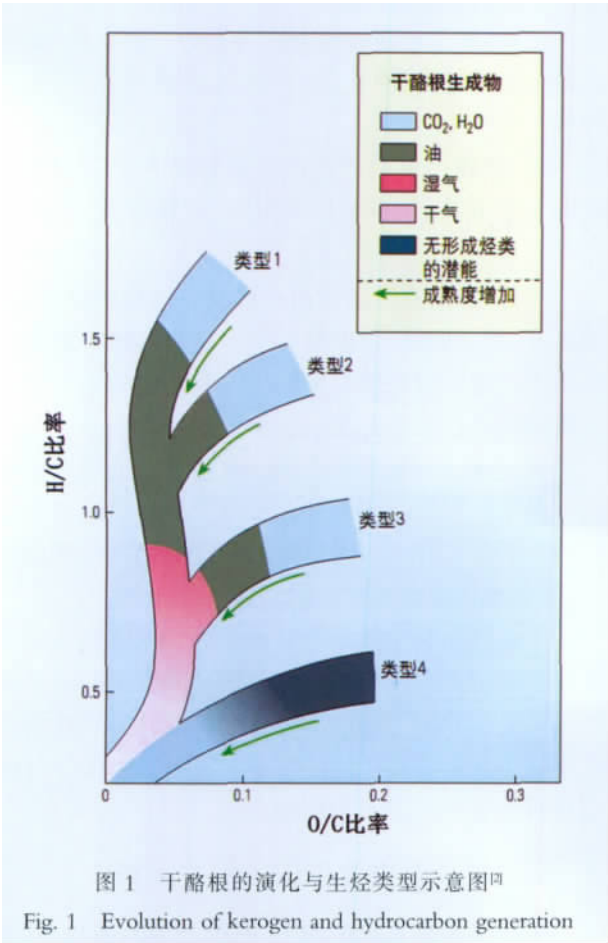 干酪根生成物
CO₂, H₂O
油
湿气
干气
无形成烃类
的潜能
成熟度增加
类型1
类型2
类型3
类型4
1.5
1.0
0.5
H/C比率
0
0.1
0.2
0.3
O/C比率
图 1 干酪根的演化与生烃类型示意图[2]
Fig. 1 Evolution of kerogen and hydrocarbon generation